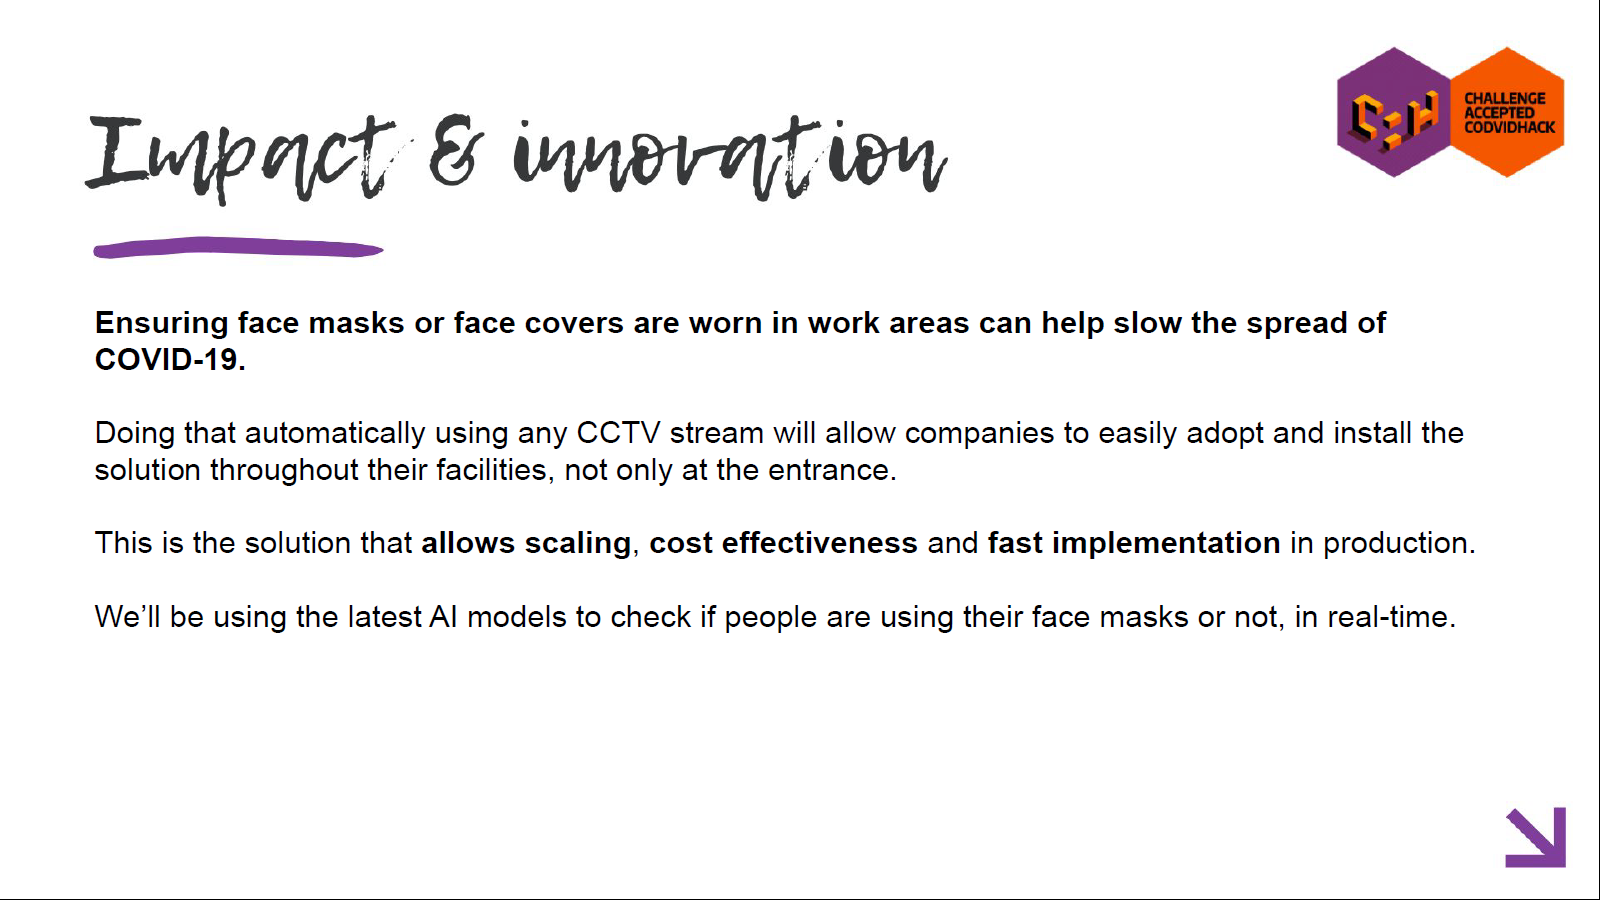 Impact & innovation
C:H
CHALLENGE
ACCEPTED
CODVIDHACK
Ensuring face masks or face covers are worn in work areas can help slow the spread of
COVID-19.
Doing that automatically using any CCTV stream will allow companies to easily adopt and install the
solution throughout their facilities, not only at the entrance.
This is the solution that allows scaling, cost effectiveness and fast implementation in production.
We’ll be using the latest AI models to check if people are using their face masks or not, in real-time.